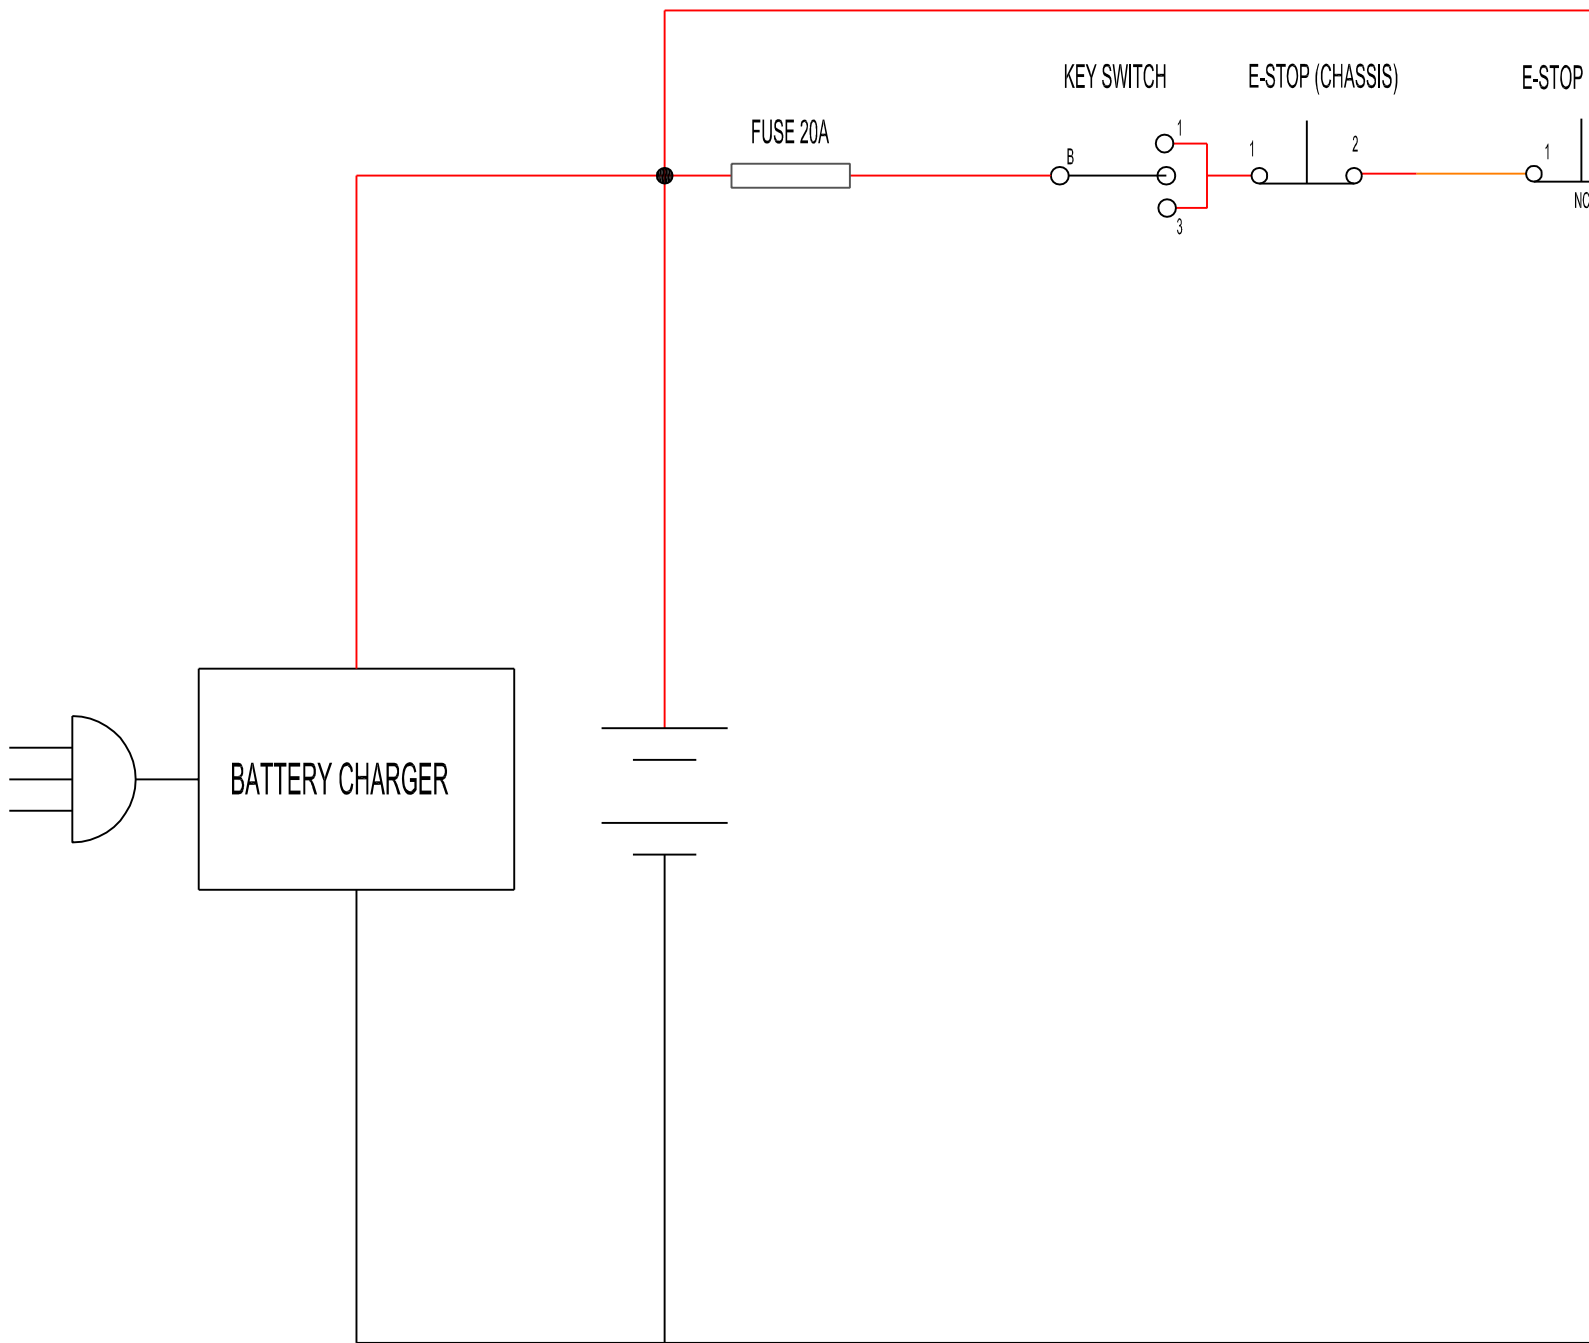 KEY SWITCH
E-STOP (CHASSIS)
E-STOP
FUSE 20A
1
B
1
2
1
NC
3
BATTERY CHARGER